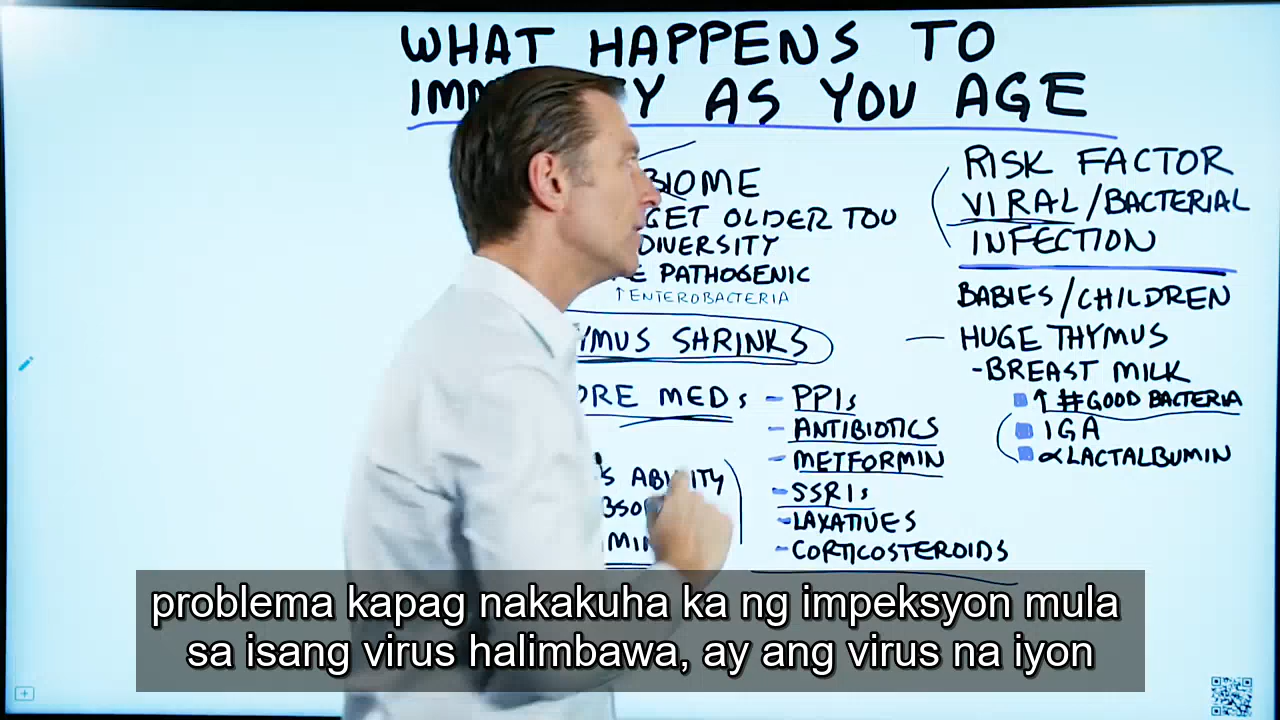 WHAT HAPPENS TO
AS YOU AGE
RISK FACTOR
VIRAL/BACTERIAL
INFECTION
GET OLDER TOO
DIVERSITY
PATHOGENIC
↑ENTEROBACTERIA
SHRINKS
MEDs
- PPIs
- ANTIBIOTICS
- METFORMIN
- SSRIs
- LAXATIVES
- CORTICOSTEROIDS
BABIES/CHILDREN
— HUGE THYMUS
- BREAST MILK
↑ #GOOD BACTERIA
IGA
αLACTALBUMIN
problema kapag nakakuha ka ng impeksyon mula
sa isang virus halimbawa, ay ang virus na iyon